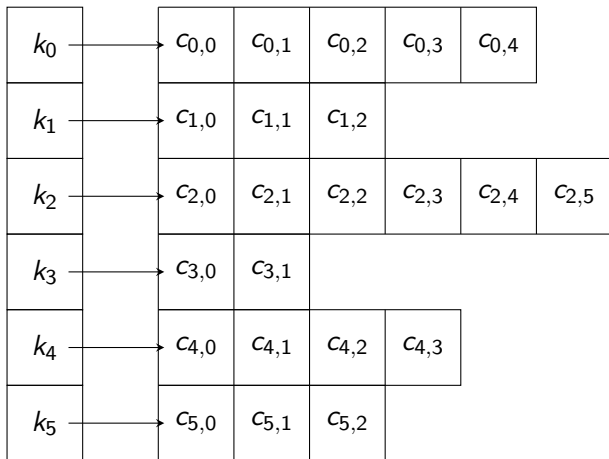 k₀ c₀,₀ c₀,₁ c₀,₂ c₀,₃ c₀,₄
k₁ c₁,₀ c₁,₁ c₁,₂
k₂ c₂,₀ c₂,₁ c₂,₂ c₂,₃ c₂,₄ c₂,₅
k₃ c₃,₀ c₃,₁
k₄ c₄,₀ c₄,₁ c₄,₂ c₄,₃
k₅ c₅,₀ c₅,₁ c₅,₂